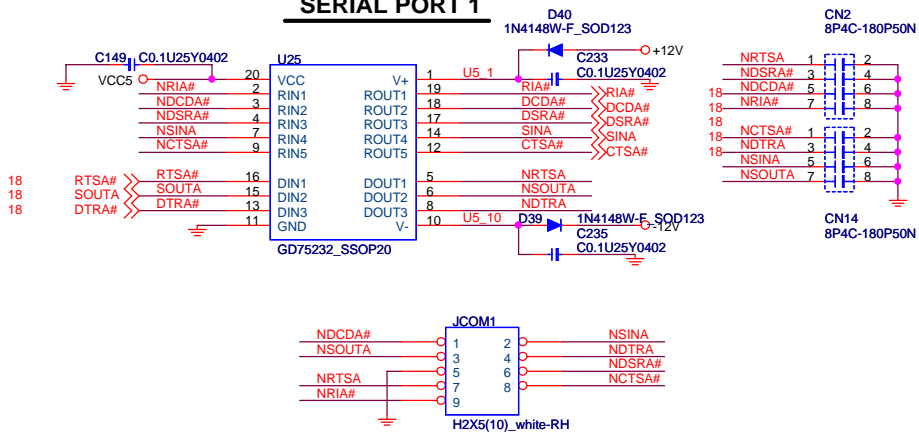 SERIAL PORT 1
D40
1N4148W-F_SOD123
CN2
8P4C-180P50N
C149 C0.1U25Y0402
VCC5
U25
+12V
C233
C0.1U25Y0402
20 VCC V+ 1 U5_1
NRIA# 2 RIN1 ROUT1 19 RIA# RIA#
NDCDA# 3 RIN2 ROUT2 18 DCDA# DCDA#
NDSRA# 4 RIN3 ROUT3 17 DSRA# DSRA#
NSINA 7 RIN4 ROUT4 14 SINA SINA
NCTSA# 9 RIN5 ROUT5 12 CTSA# CTSA#
18 RTSA# RTSA# 16 DIN1 DOUT1 5 NRTSA
18 SOUTA SOUTA 15 DIN2 DOUT2 6 NSOUTA
18 DTRA# DTRA# 13 DIN3 DOUT3 8 NDTRA
11 GND V- 10 U5_10
GD75232_SSOP20
D39 1N4148W-F_SOD123
-12V
C235
C0.1U25Y0402
NRTSA 1 2
NDSRA# 3 4
18 NDCDA# 5 6
18 NRIA# 7 8
18
18 NCTSA# 1 2
18 NDTRA 3 4
NSINA 5 6
NSOUTA 7 8
CN14
8P4C-180P50N
JCOM1
NDCDA# 1 2 NSINA
NSOUTA 3 4 NDTRA
5 6 NDSRA#
NRTSA 7 8 NCTSA#
NRIA# 9
H2X5(10)_white-RH